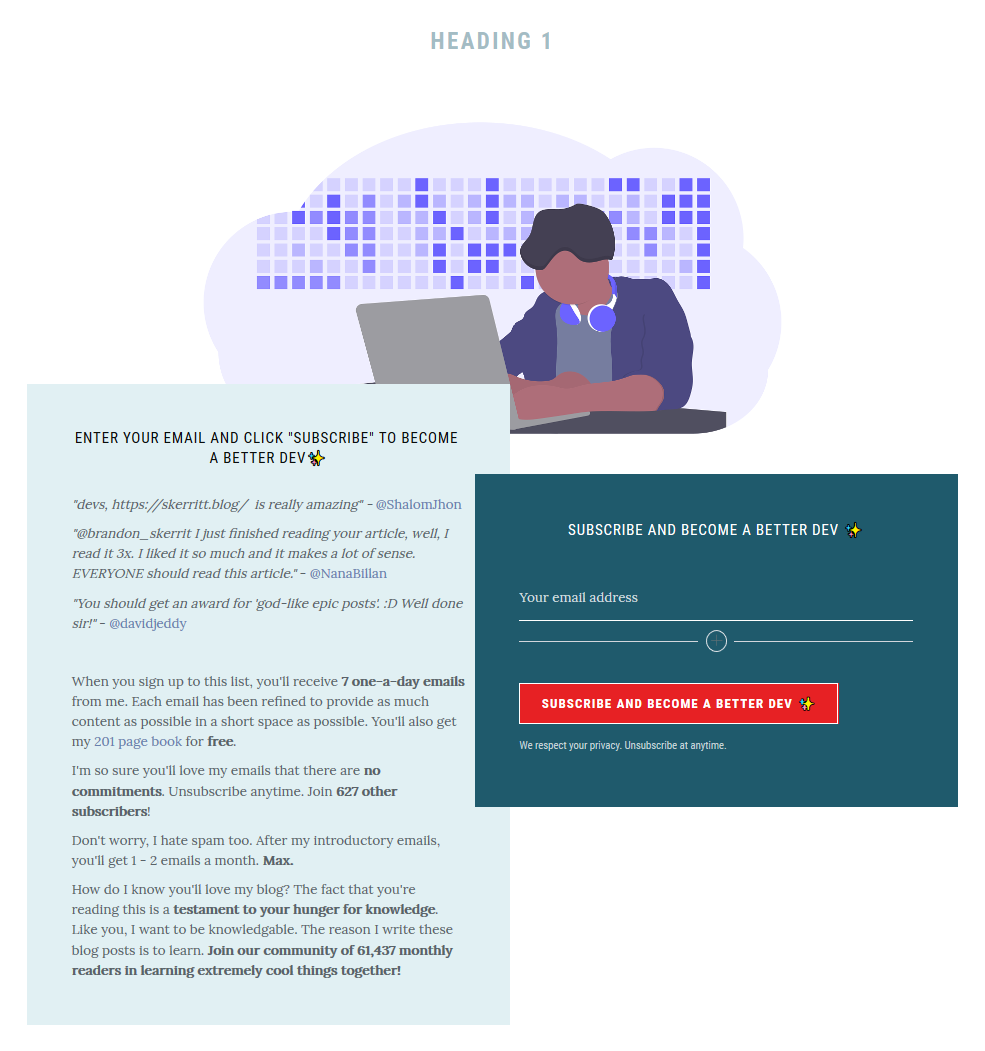 HEADING 1
ENTER YOUR EMAIL AND CLICK "SUBSCRIBE" TO BECOME
A BETTER DEV✨
"devs, https://skerritt.blog/ is really amazing" - @ShalomJhon
"@brandon_skerrit I just finished reading your article, well, I
read it 3x. I liked it so much and it makes a lot of sense.
EVERYONE should read this article." - @NanaBillan
"You should get an award for 'god-like epic posts'. :D Well done
sir!" - @davidjeddy
When you sign up to this list, you'll receive 7 one-a-day emails
from me. Each email has been refined to provide as much
content as possible in a short space as possible. You'll also get
my 201 page book for free.
I'm so sure you'll love my emails that there are no
commitments. Unsubscribe anytime. Join 627 other
subscribers!
Don't worry, I hate spam too. After my introductory emails,
you'll get 1 - 2 emails a month. Max.
How do I know you'll love my blog? The fact that you're
reading this is a testament to your hunger for knowledge.
Like you, I want to be knowledgable. The reason I write these
blog posts is to learn. Join our community of 61,437 monthly
readers in learning extremely cool things together!
SUBSCRIBE AND BECOME A BETTER DEV ✨
Your email address
SUBSCRIBE AND BECOME A BETTER DEV ✨
We respect your privacy. Unsubscribe at anytime.